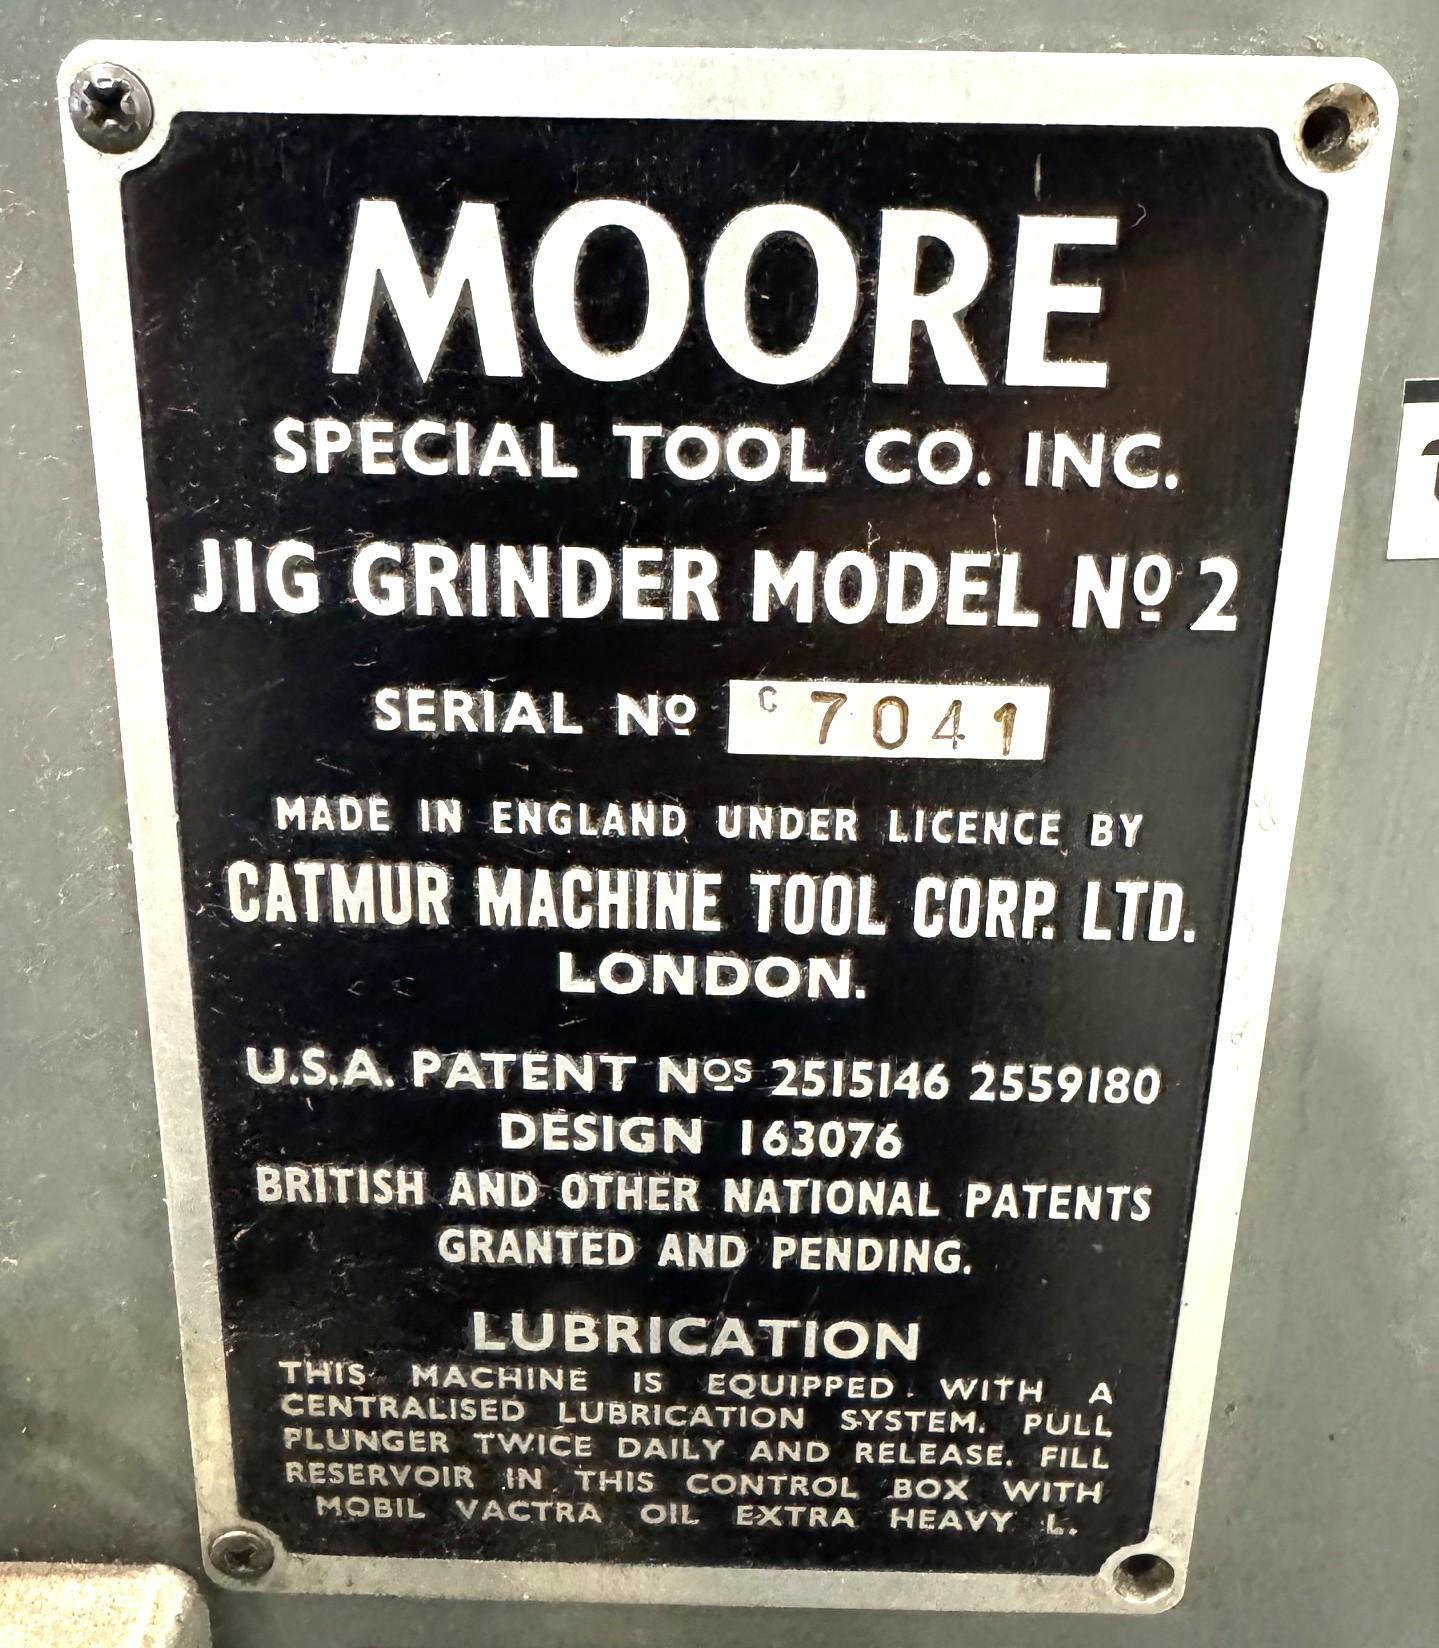 MOORE
SPECIAL TOOL CO. INC.
JIG GRINDER MODEL Nº 2
SERIAL Nº C 7041
MADE IN ENGLAND UNDER LICENCE BY
CATMUR MACHINE TOOL CORP. LTD.
LONDON.
U.S.A. PATENT Nos 2515146 2559180
DESIGN 163076
BRITISH AND OTHER NATIONAL PATENTS
GRANTED AND PENDING.
LUBRICATION
THIS MACHINE IS EQUIPPED WITH A
CENTRALISED LUBRICATION SYSTEM. PULL
PLUNGER TWICE DAILY AND RELEASE. FILL
RESERVOIR IN THIS CONTROL BOX WITH
MOBIL VACTRA OIL EXTRA HEAVY L.